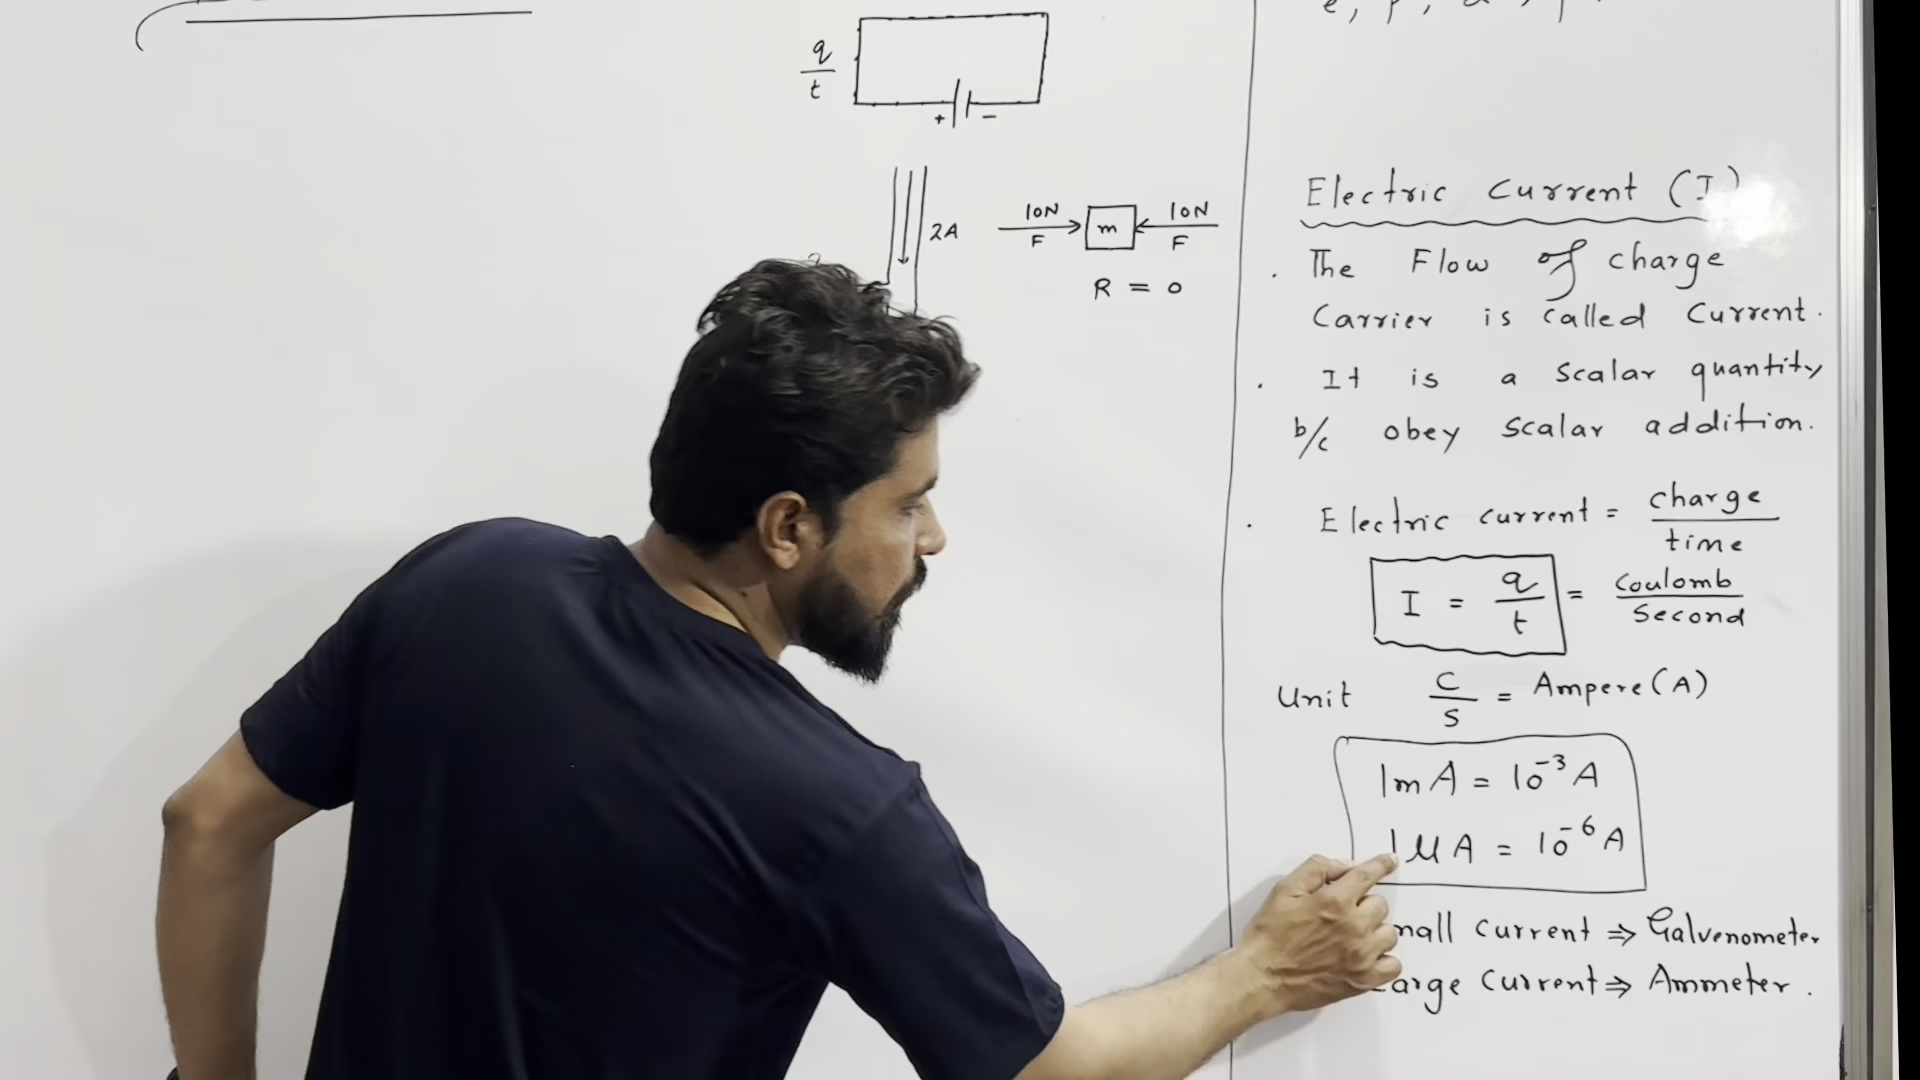 q
t
+ -
2A
10N
F
m
10N
F
R = 0
Electric Current (I)
. The Flow of charge
Carrier is called Current.
. It is a Scalar quantity
b/c obey Scalar addition.
. Electric current = charge
time
I = q
t
= Coulomb
Second
Unit C
S
= Ampere (A)
1mA = 10⁻³A
1μA = 10⁻⁶A
mall current ⇒ Galvenometer
arge Current ⇒ Ammeter.